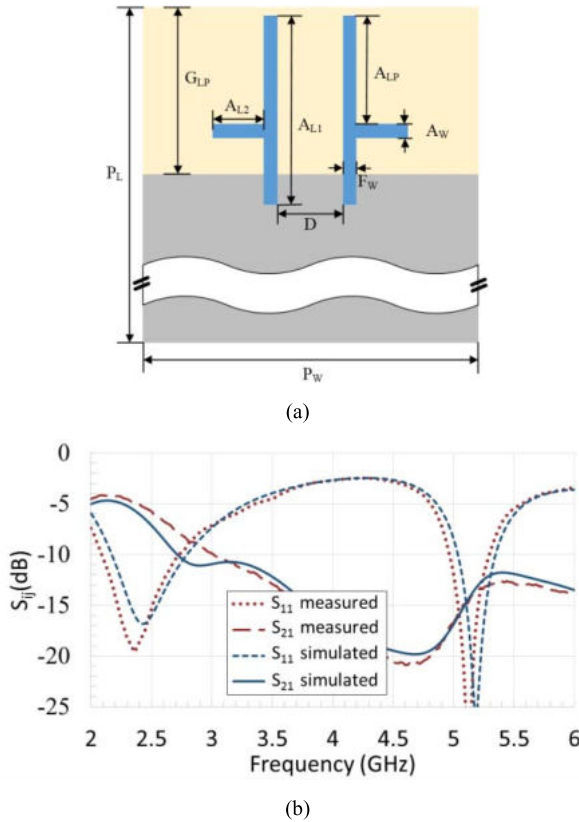 G_LP
A_LP
A_L2
A_L1
A_W
P_L
F_W
D
P_W
(a)
0
-5
-10
-15
-20
-25
S_ij(dB)
S_11 measured
S_21 measured
S_11 simulated
S_21 simulated
2 2.5 3 3.5 4 4.5 5 5.5 6
Frequency (GHz)
(b)